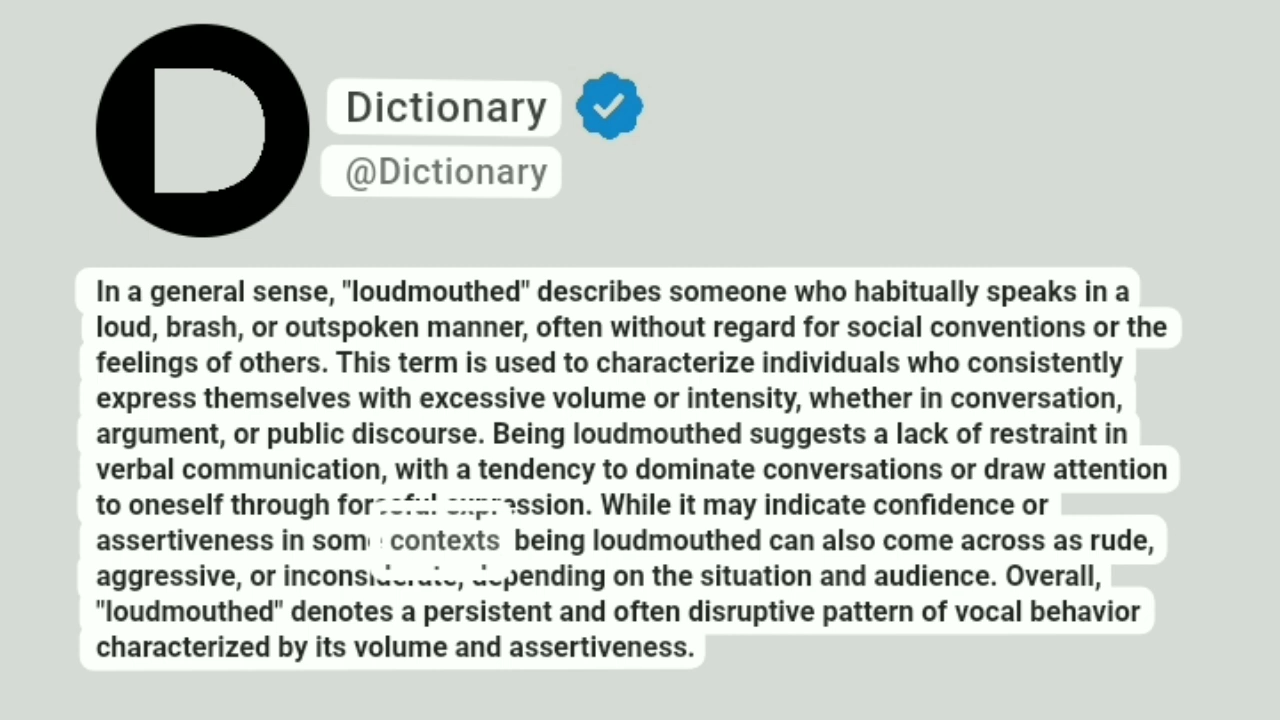 Dictionary
@Dictionary
In a general sense, "loudmouthed" describes someone who habitually speaks in a
loud, brash, or outspoken manner, often without regard for social conventions or the
feelings of others. This term is used to characterize individuals who consistently
express themselves with excessive volume or intensity, whether in conversation,
argument, or public discourse. Being loudmouthed suggests a lack of restraint in
verbal communication, with a tendency to dominate conversations or draw attention
to oneself through forceful expression. While it may indicate confidence or
assertiveness in some contexts being loudmouthed can also come across as rude,
aggressive, or inconsiderate, depending on the situation and audience. Overall,
"loudmouthed" denotes a persistent and often disruptive pattern of vocal behavior
characterized by its volume and assertiveness.